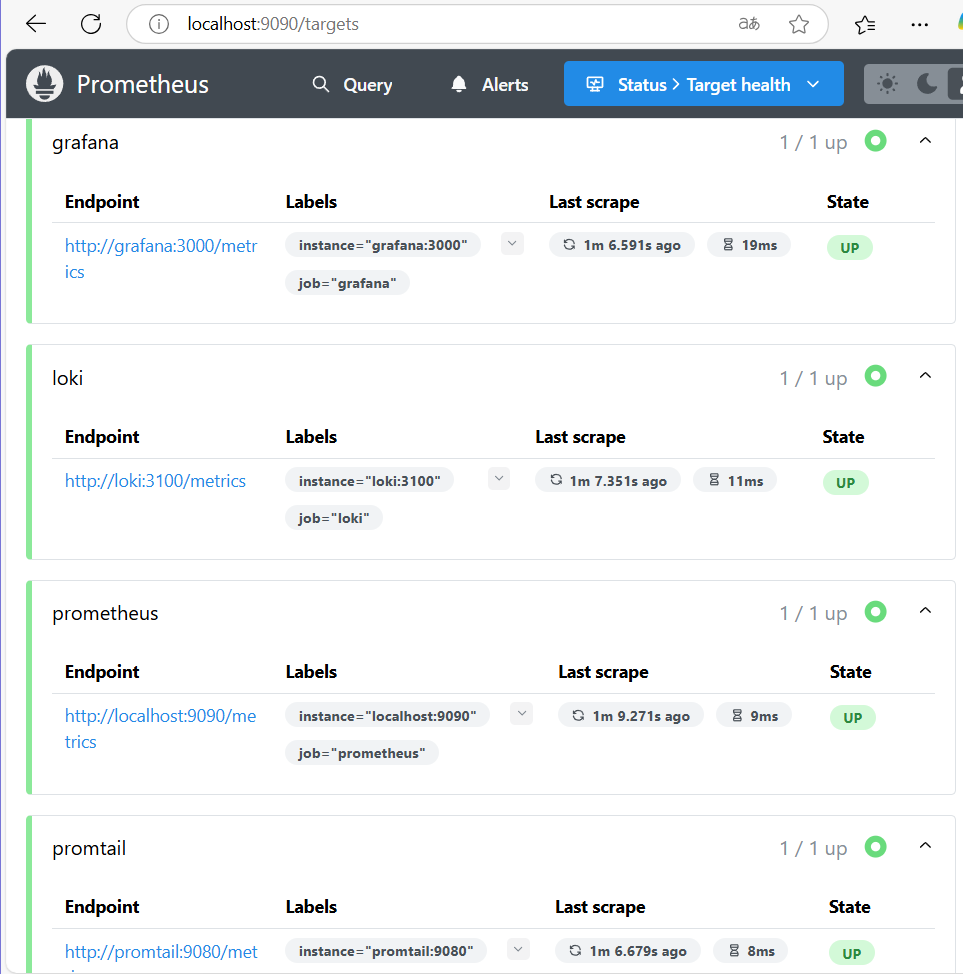 localhost:9090/targets
Prometheus Query Alerts Status > Target health
grafana 1 / 1 up
Endpoint Labels Last scrape State
http://grafana:3000/metr instance="grafana:3000" 1m 6.591s ago 19ms UP
ics
job="grafana"
loki 1 / 1 up
Endpoint Labels Last scrape State
http://loki:3100/metrics instance="loki:3100" 1m 7.351s ago 11ms UP
job="loki"
prometheus 1 / 1 up
Endpoint Labels Last scrape State
http://localhost:9090/me instance="localhost:9090" 1m 9.271s ago 9ms UP
trics
job="prometheus"
promtail 1 / 1 up
Endpoint Labels Last scrape State
http://promtail:9080/met instance="promtail:9080" 1m 6.679s ago 8ms UP